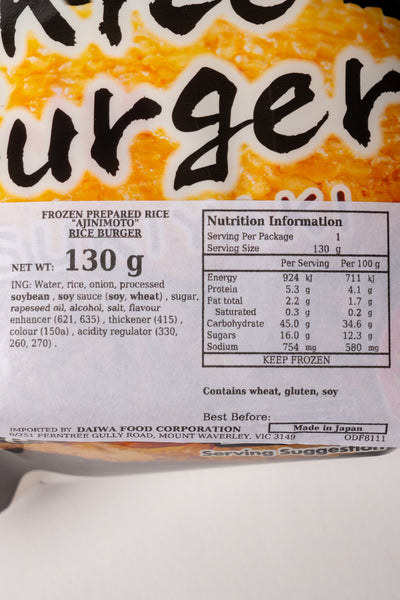 Rice
urger
FROZEN PREPARED RICE
"AJINIMOTO"
RICE BURGER
NET WT: 130 g
ING: Water, rice, onion, processed
soybean , soy sauce (soy, wheat) , sugar,
rapeseed oil, alcohol, salt, flavour
enhancer (621, 635) , thickener (415) ,
colour (150a) , acidity regulator (330,
260, 270) .
Nutrition Information
Serving Per Package 1
Serving Size 130 g
Per Serving Per 100 g
Energy 924 kJ 711 kJ
Protein 5.3 g 4.1 g
Fat total 2.2 g 1.7 g
Saturated 0.3 g 0.2 g
Carbohydrate 45.0 g 34.6 g
Sugars 16.0 g 12.3 g
Sodium 754 mg 580 mg
KEEP FROZEN
Contains wheat, gluten, soy
Best Before:
IMPORTED BY DAIWA FOOD CORPORATION
Made in Japan
6/251 FERNTREE GULLY ROAD, MOUNT WAVERLEY, VIC 3149
ODF8111
Serving Suggestion